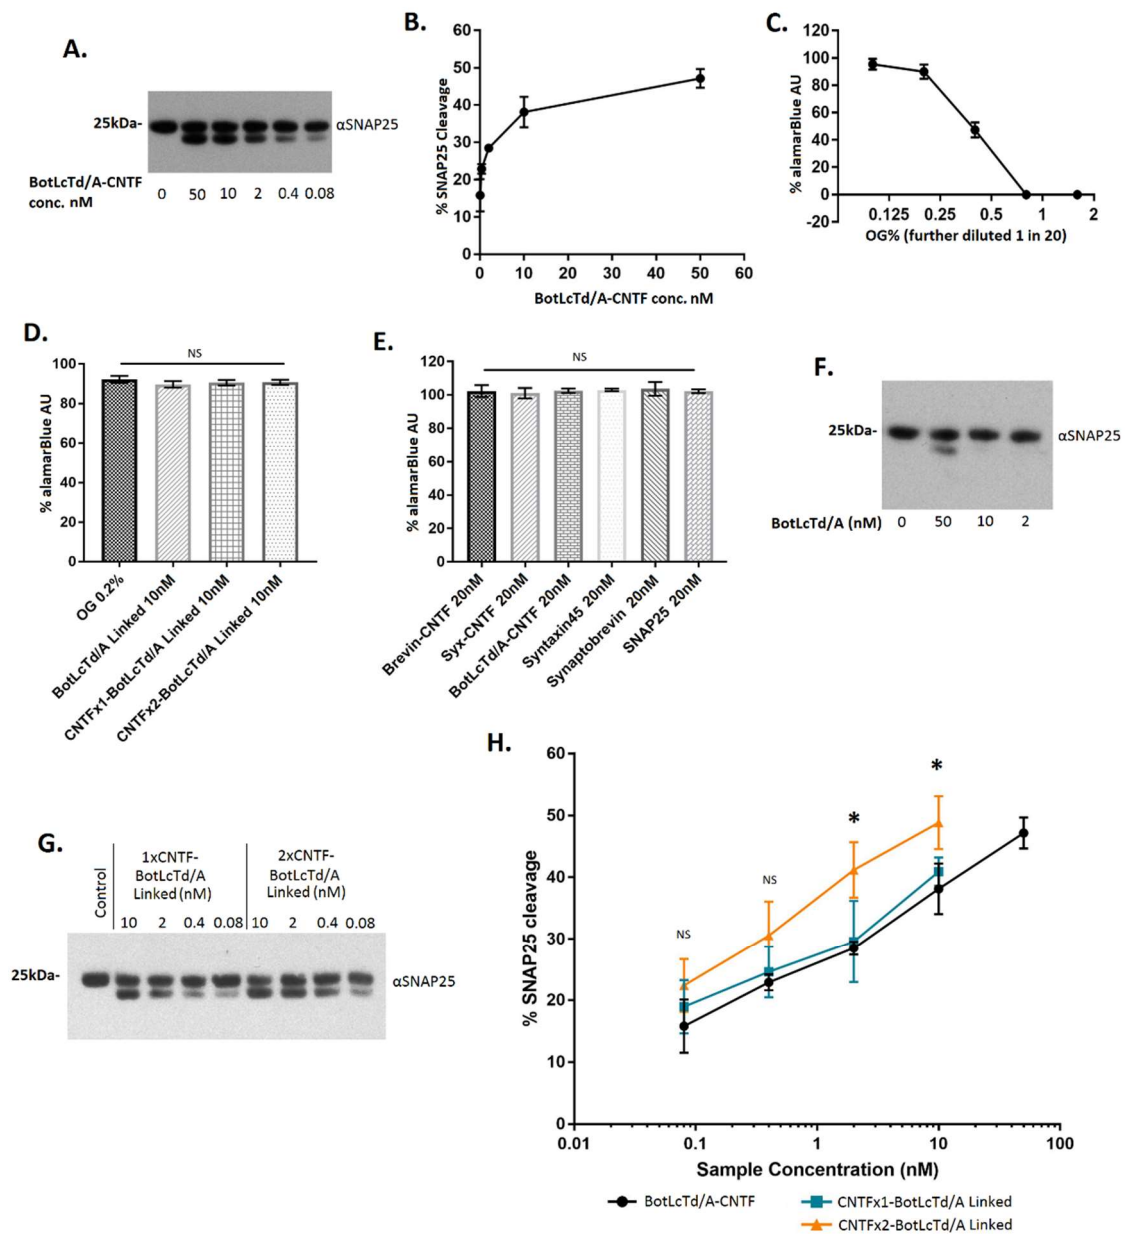 A.
25kDa-
αSNAP25
BotLcTd/A-CNTF
conc. nM
0 50 10 2 0.4 0.08
B.
% SNAP25 Cleavage
60
50
40
30
20
10
0
0 10 20 30 40 50 60
BotLcTd/A-CNTF conc. nM
C.
% alamarBlue AU
120
100
80
60
40
20
0
-20
0.125 0.25 0.5 1 2
OG% (further diluted 1 in 20)
D.
NS
% alamarBlue AU
100
80
60
40
20
0
OG 0.2%
BotLcTd/A Linked 10nM
CNTFx1-BotLcTd/A Linked 10nM
CNTFx2-BotLcTd/A Linked 10nM
E.
NS
% alamarBlue AU
120
100
80
60
40
20
0
Brevin-CNTF 20nM
Syx-CNTF 20nM
BotLcTd/A-CNTF 20nM
Syntaxin45 20nM
Synaptobrevin 20nM
SNAP25 20nM
F.
25kDa-
αSNAP25
BotLcTd/A (nM) 0 50 10 2
G.
Control
1xCNTF-
BotLcTd/A
Linked (nM)
2xCNTF-
BotLcTd/A
Linked (nM)
10 2 0.4 0.08 10 2 0.4 0.08
25kDa-
αSNAP25
H.
% SNAP25 cleavage
60
50
40
30
20
10
0
NS
NS
*
*
0.01 0.1 1 10 100
Sample Concentration (nM)
BotLcTd/A-CNTF
CNTFx1-BotLcTd/A Linked
CNTFx2-BotLcTd/A Linked